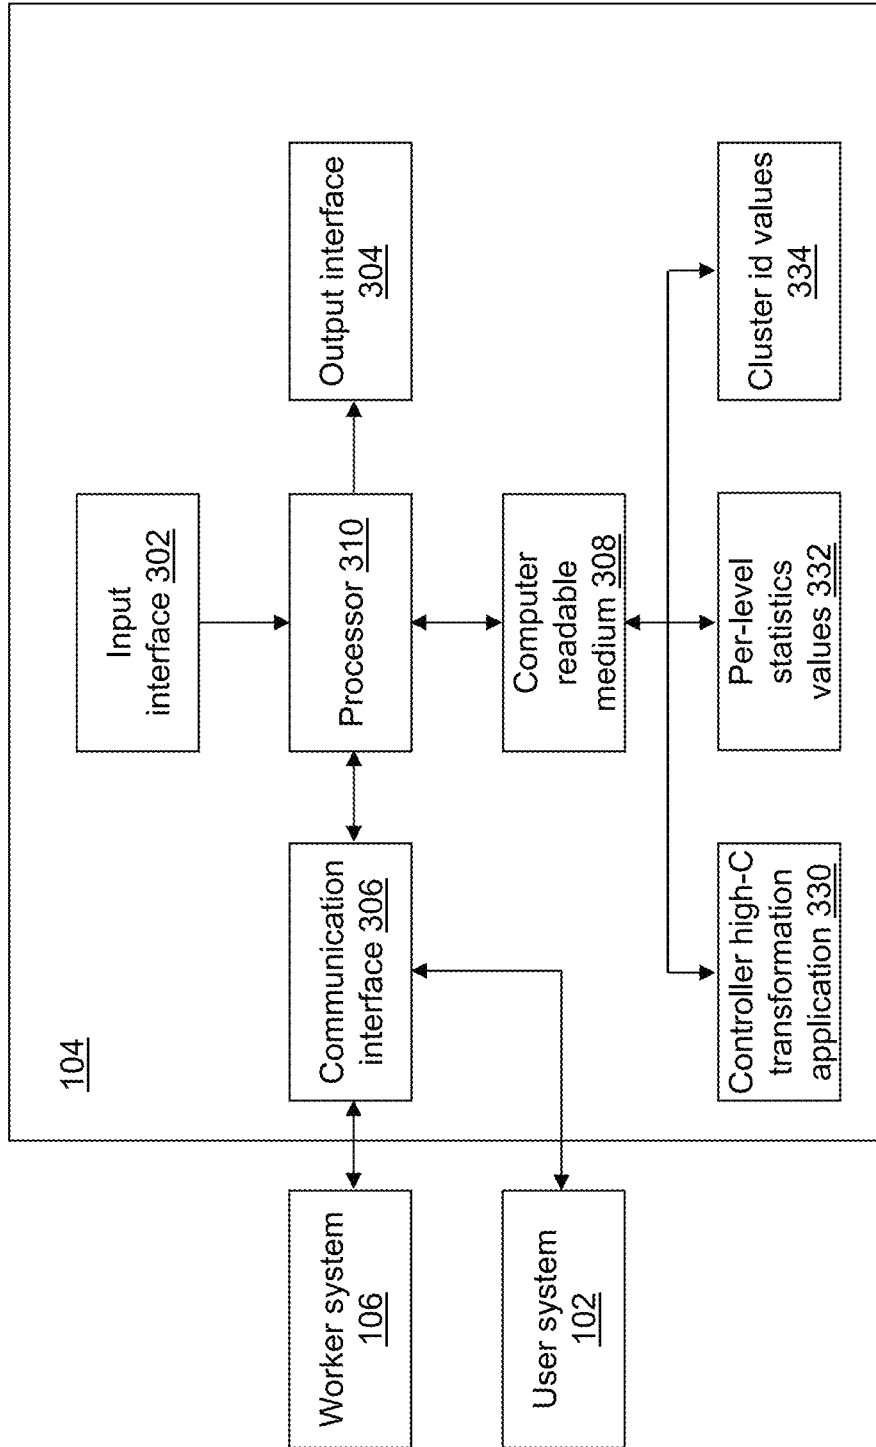 104
Input
interface 302
Worker system
106
Communication
interface 306
Processor 310
Output interface
304
User system
102
Computer
readable
medium 308
Controller high-C
transformation
application 330
Per-level
statistics
values 332
Cluster id values
334